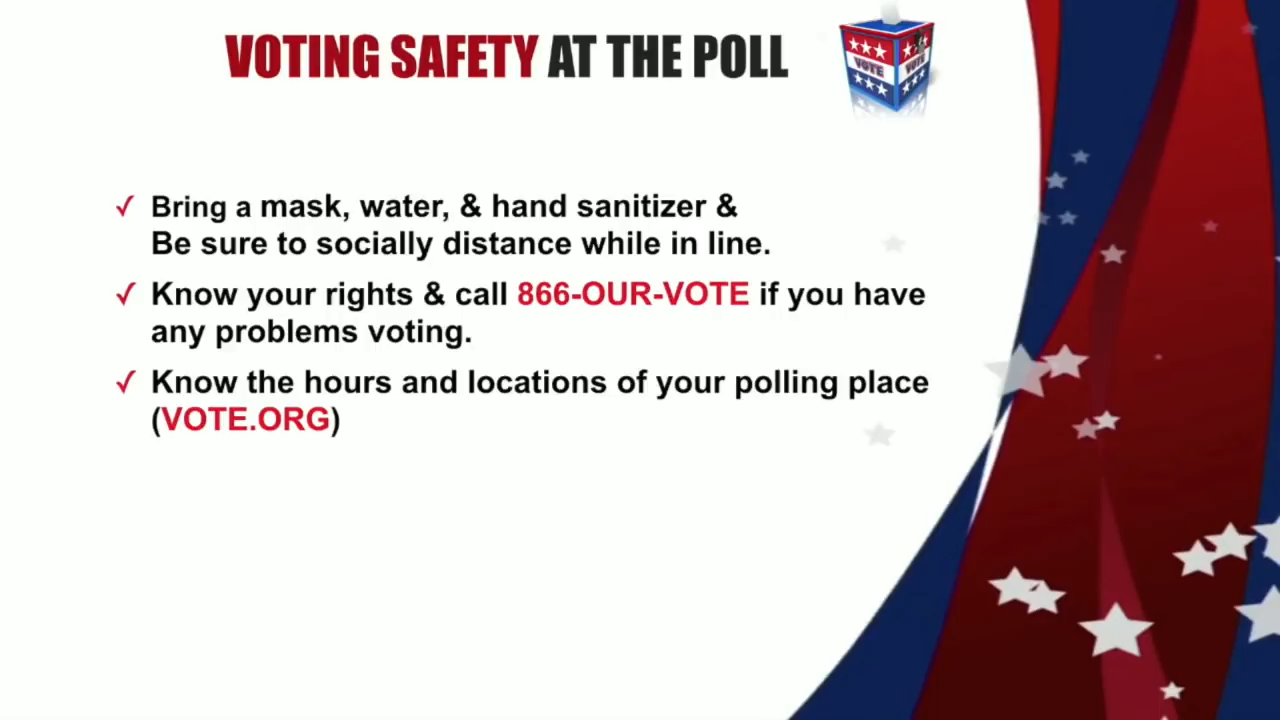 VOTING SAFETY AT THE POLL
VOTE VOTE
✓ Bring a mask, water, & hand sanitizer &
Be sure to socially distance while in line.
✓ Know your rights & call 866-OUR-VOTE if you have
any problems voting.
✓ Know the hours and locations of your polling place
(VOTE.ORG)